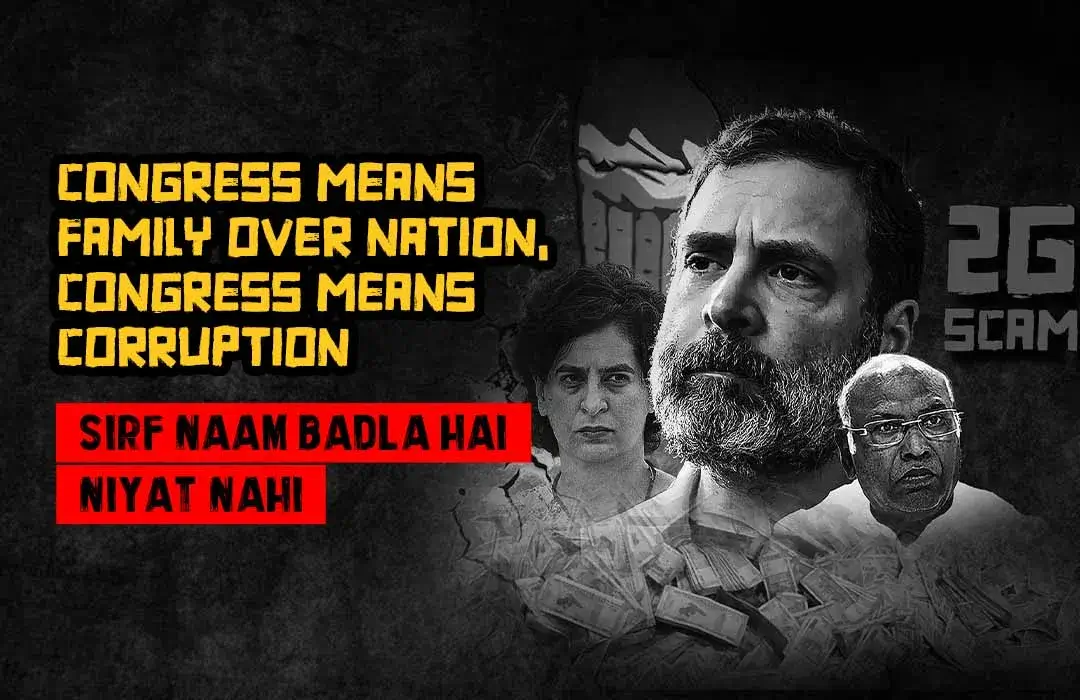 CONGRESS MEANS
FAMILY OVER NATION,
CONGRESS MEANS
CORRUPTION
SIRF NAAM BADLA HAI
NIYAT NAHI
2G
SCAM